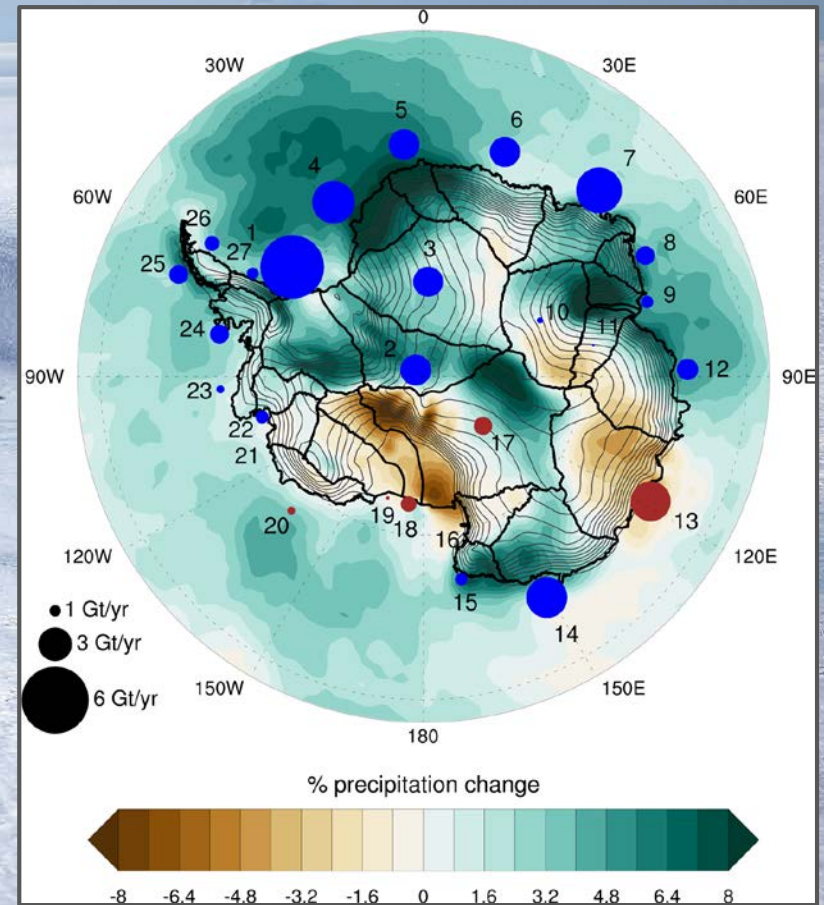 0
30W
30E
5
6
4
7
60W
60E
26
1
27
25
3
8
9
24
10
11
2
12
90W
90E
23
22
17
21
13
20
19
18
16
120W
120E
15
14
1 Gt/yr
3 Gt/yr
6 Gt/yr
150W
150E
180
% precipitation change
-8 -6.4 -4.8 -3.2 -1.6 0 1.6 3.2 4.8 6.4 8